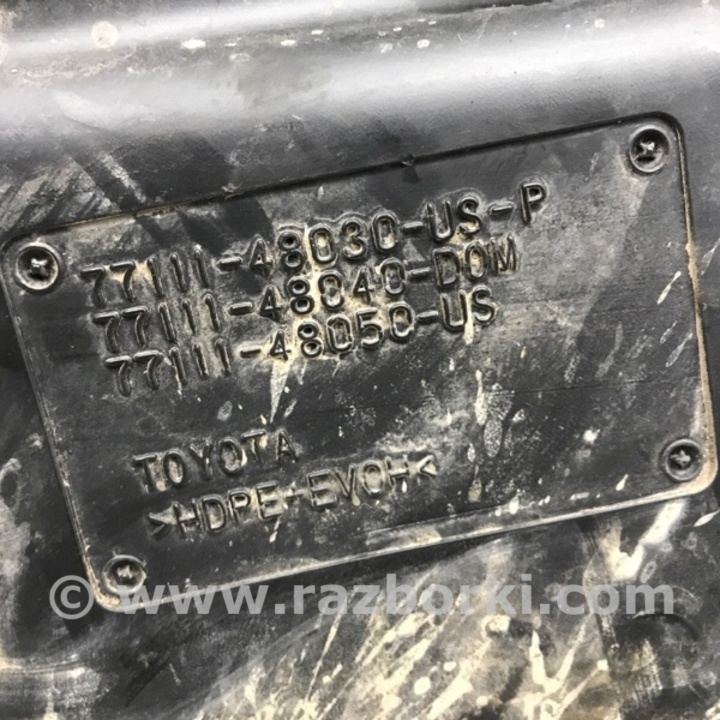 77111-48030-US-P
77111-48040-DOM
77111-48050-US
TOYOTA
>HDPE+EVOH<
© www.razborki.com